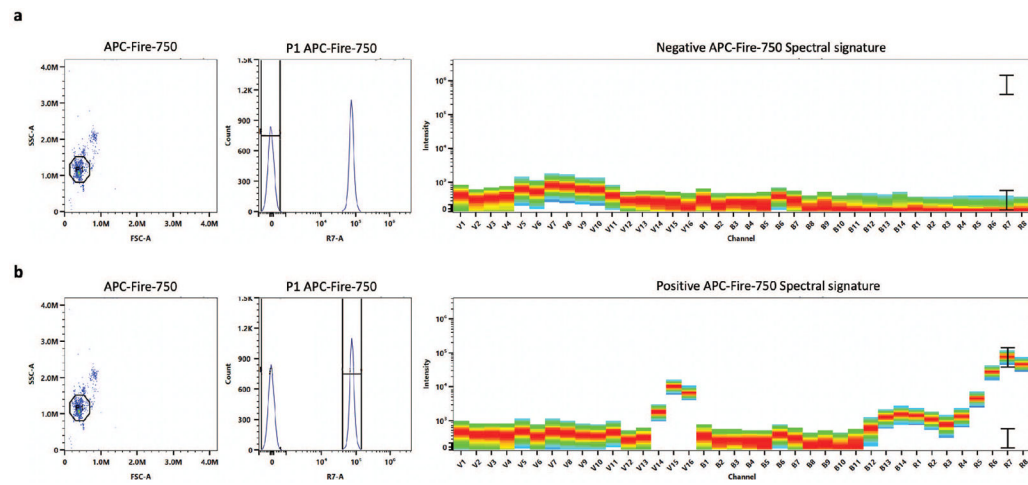 a
APC-Fire-750
P1 APC-Fire-750
Negative APC-Fire-750 Spectral signature
4.0M
3.0M
2.0M
1.0M
0
SSC-A
0 1.0M 2.0M 3.0M 4.0M
FSC-A
1.5K
1.2K
900
600
300
0
Count
0 10⁴ 10⁵ 10⁶
R7-A
10⁶
10⁵
10⁴
10³
0
Intensity
V1 V2 V3 V4 V5 V6 V7 V8 V9 V10 V11 V12 V13 V14 V15 V16 B1 B2 B3 B4 B5 B6 B7 B8 B9 B10 B11 B12 B13 B14 R1 R2 R3 R4 R5 R6 R7 R8
Channel
b
APC-Fire-750
P1 APC-Fire-750
Positive APC-Fire-750 Spectral signature
4.0M
3.0M
2.0M
1.0M
0
SSC-A
0 1.0M 2.0M 3.0M 4.0M
FSC-A
1.5K
1.2K
900
600
300
0
Count
0 10⁴ 10⁵ 10⁶
R7-A
10⁶
10⁵
10⁴
10³
0
Intensity
V1 V2 V3 V4 V5 V6 V7 V8 V9 V10 V11 V12 V13 V14 V15 V16 B1 B2 B3 B4 B5 B6 B7 B8 B9 B10 B11 B12 B13 B14 R1 R2 R3 R4 R5 R6 R7 R8
Channel